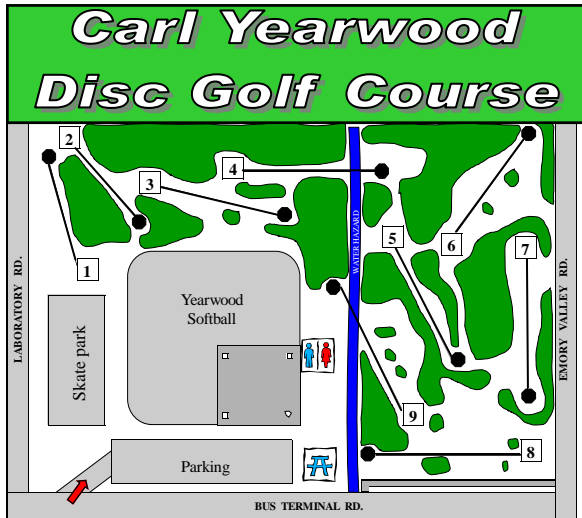 Carl Yearwood
Disc Golf Course
2
4
3
5
6
7
1
WATER HAZARD
LABORATORY RD.
EMORY VALLEY RD.
Yearwood
Softball
Skate park
9
8
Parking
BUS TERMINAL RD.